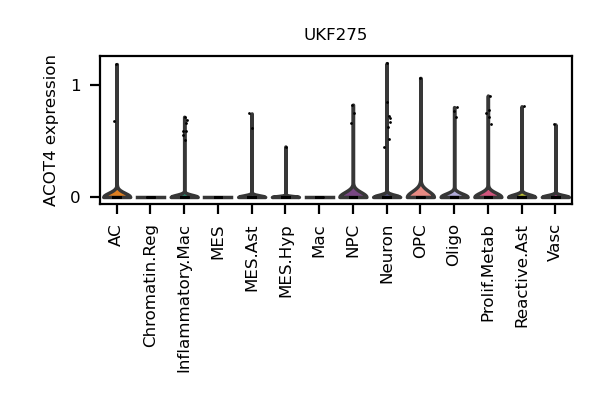 UKF275
ACOT4 expression
1
0
AC
Chromatin.Reg
Inflammatory.Mac
MES
MES.Ast
MES.Hyp
Mac
NPC
Neuron
OPC
Oligo
Prolif.Metab
Reactive.Ast
Vasc